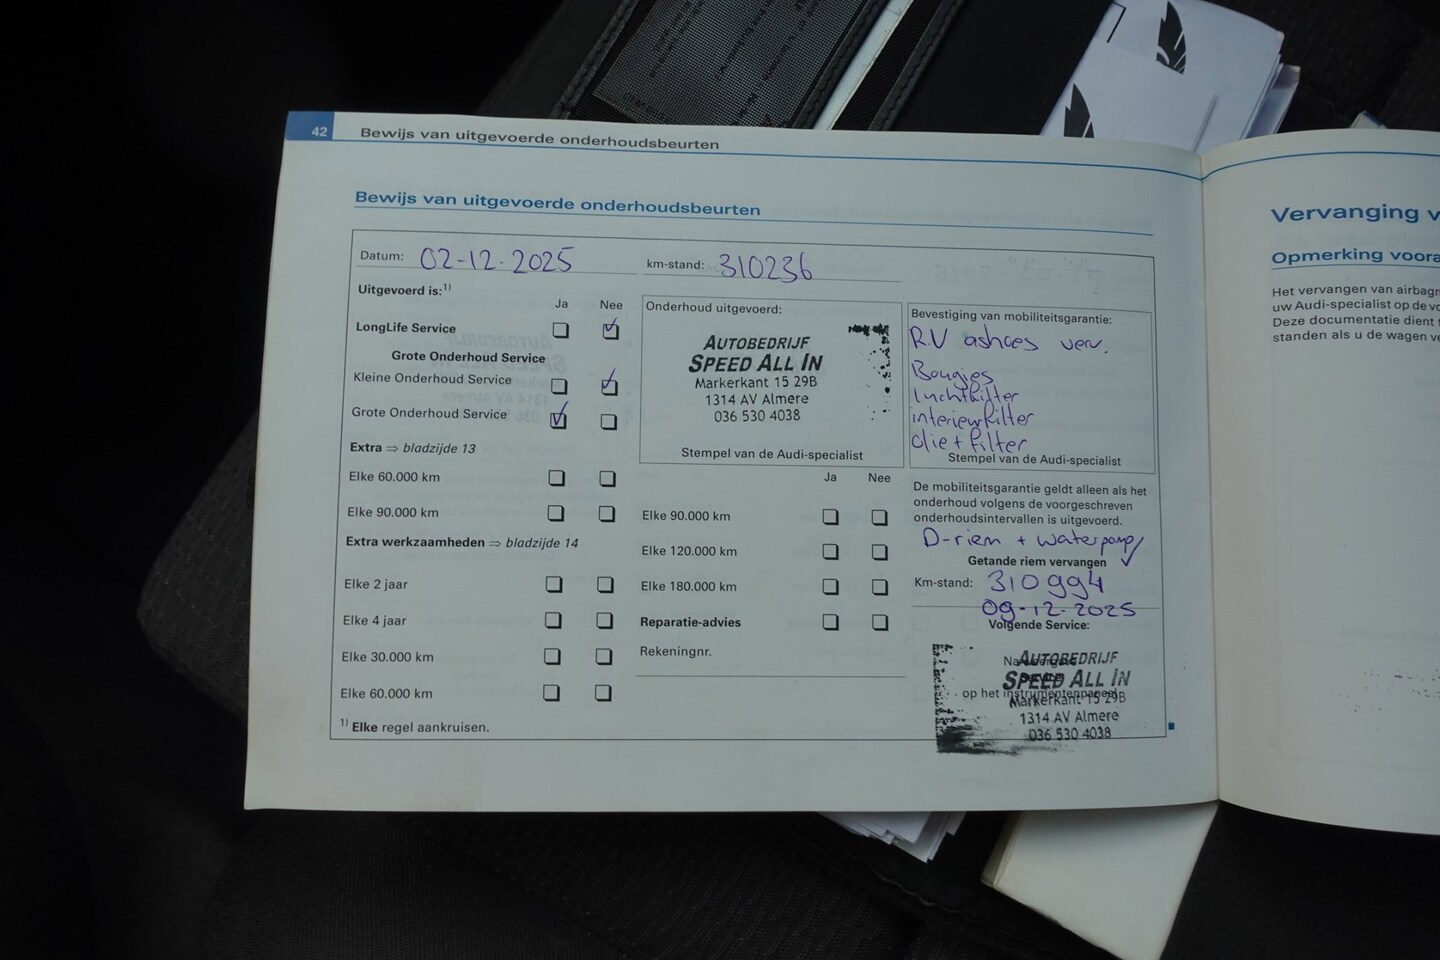 42 Bewijs van uitgevoerde onderhoudsbeurten
Bewijs van uitgevoerde onderhoudsbeurten
Datum: 02-12-2025 km-stand: 310236
Uitgevoerd is:1)
Ja Nee
LongLife Service
Grote Onderhoud Service
Kleine Onderhoud Service
Grote Onderhoud Service
Extra ⇒ bladzijde 13
Elke 60.000 km
Elke 90.000 km
Extra werkzaamheden ⇒ bladzijde 14
Elke 2 jaar
Elke 4 jaar
Elke 30.000 km
Elke 60.000 km
1) Elke regel aankruisen.
Onderhoud uitgevoerd:
AUTOBEDRIJF
SPEED ALL IN
Markerkant 15 29B
1314 AV Almere
036 530 4038
Stempel van de Audi-specialist
Ja Nee
Elke 90.000 km
Elke 120.000 km
Elke 180.000 km
Reparatie-advies
Rekeningnr.
Bevestiging van mobiliteitsgarantie:
R.V ashoes verv.
Bougies
luchtfilter
interieurfilter
olie + filter
Stempel van de Audi-specialist
De mobiliteitsgarantie geldt alleen als het
onderhoud volgens de voorgeschreven
onderhoudsintervallen is uitgevoerd.
D-riem + waterpomp
Getande riem vervangen ✓
Km-stand: 310994
09-12-2025
Volgende Service:
AUTOBEDRIJF
SPEED ALL IN
op het instrumentenpaneel
Markerkant 15 29B
1314 AV Almere
036 530 4038
Vervanging v
Opmerking voora
Het vervangen van airbagm
uw Audi-specialist op de vo
Deze documentatie dient t
standen als u de wagen ve